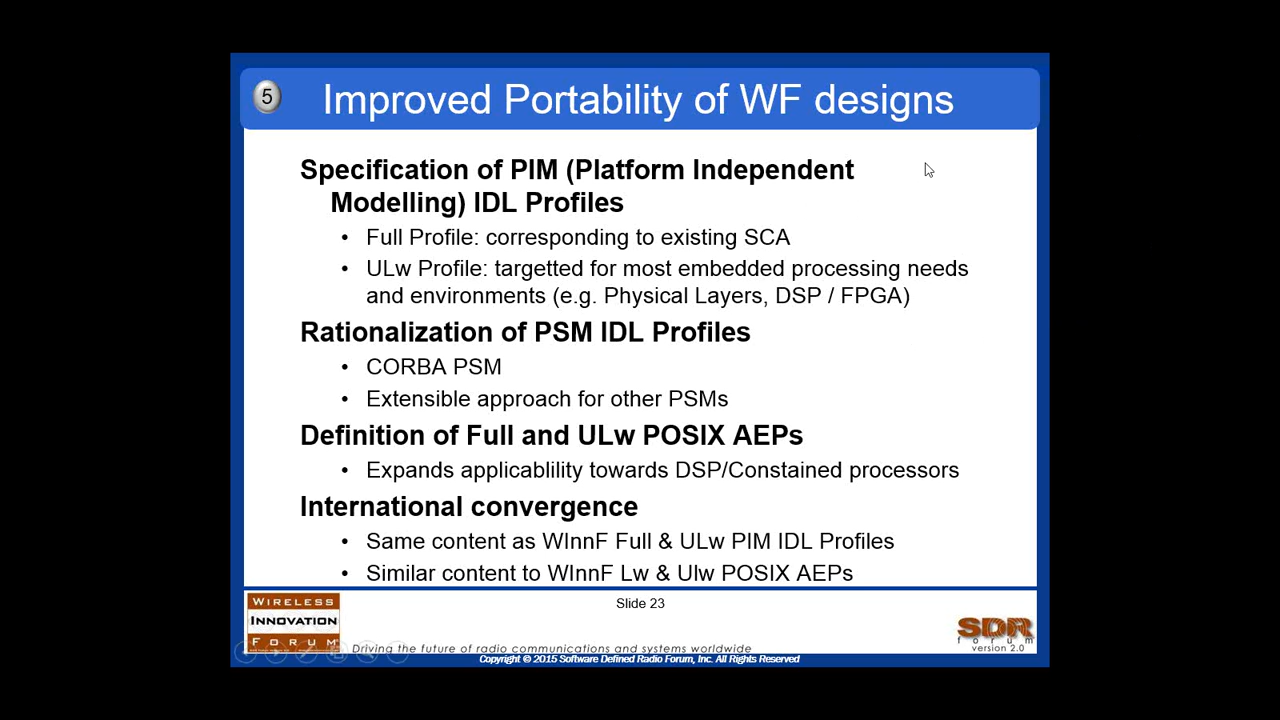 5
Improved Portability of WF designs
Specification of PIM (Platform Independent
Modelling) IDL Profiles
• Full Profile: corresponding to existing SCA
• ULw Profile: targetted for most embedded processing needs
and environments (e.g. Physical Layers, DSP / FPGA)
Rationalization of PSM IDL Profiles
• CORBA PSM
• Extensible approach for other PSMs
Definition of Full and ULw POSIX AEPs
• Expands applicablility towards DSP/Constained processors
International convergence
• Same content as WInnF Full & ULw PIM IDL Profiles
• Similar content to WInnF Lw & Ulw POSIX AEPs
WIRELESS
INNOVATION
FORUM
Slide 23
SDR
forum
version 2.0
Driving the future of radio communications and systems worldwide
Copyright © 2015 Software Defined Radio Forum, Inc. All Rights Reserved